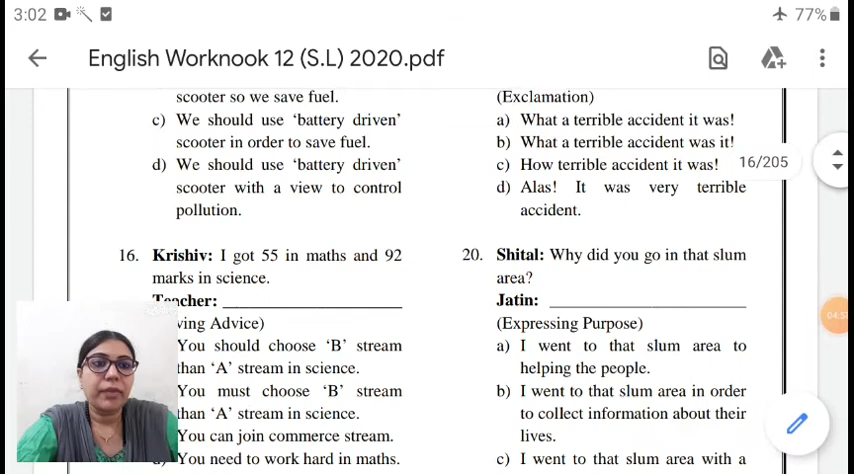 3:02
77%
English Worknook 12 (S.L) 2020.pdf
scooter so we save fuel.
c) We should use ‘battery driven’
scooter in order to save fuel.
d) We should use ‘battery driven’
scooter with a view to control
pollution.
16. Krishiv: I got 55 in maths and 92
marks in science.
Teacher: ____________________
ving Advice)
You should choose ‘B’ stream
than ‘A’ stream in science.
You must choose ‘B’ stream
than ‘A’ stream in science.
You can join commerce stream.
You need to work hard in maths.
(Exclamation)
a) What a terrible accident it was!
b) What a terrible accident was it!
c) How terrible accident it was!
d) Alas! It was very terrible
accident.
16/205
20. Shital: Why did you go in that slum
area?
Jatin: ____________________
(Expressing Purpose)
a) I went to that slum area to
helping the people.
b) I went to that slum area in order
to collect information about their
lives.
c) I went to that slum area with a